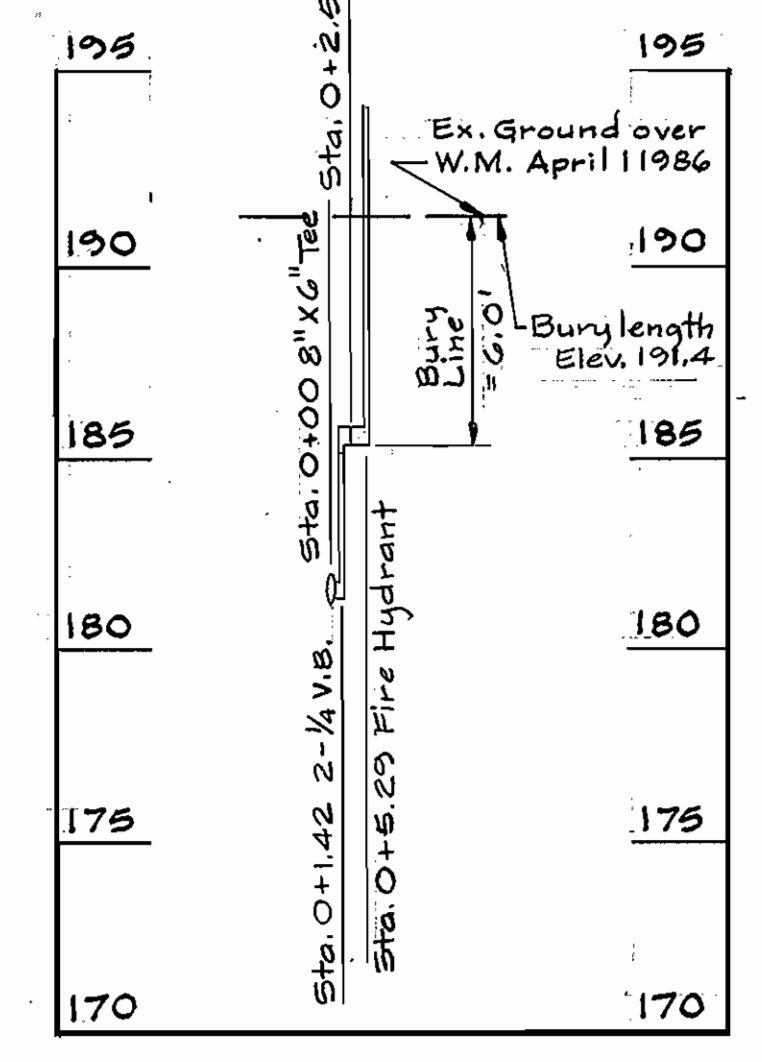 195
195
Sta. 0+2.5
Ex. Ground over
W.M. April 1 1986
190
190
Sta. 0+00 8"x6" Tee
Bury
Line
= 6.0'
Bury length
Elev. 191.4
185
185
180
180
Sta. 0+1.42 2-1/4 V.B.
Sta. 0+5.29 Fire Hydrant
175
175
170
170